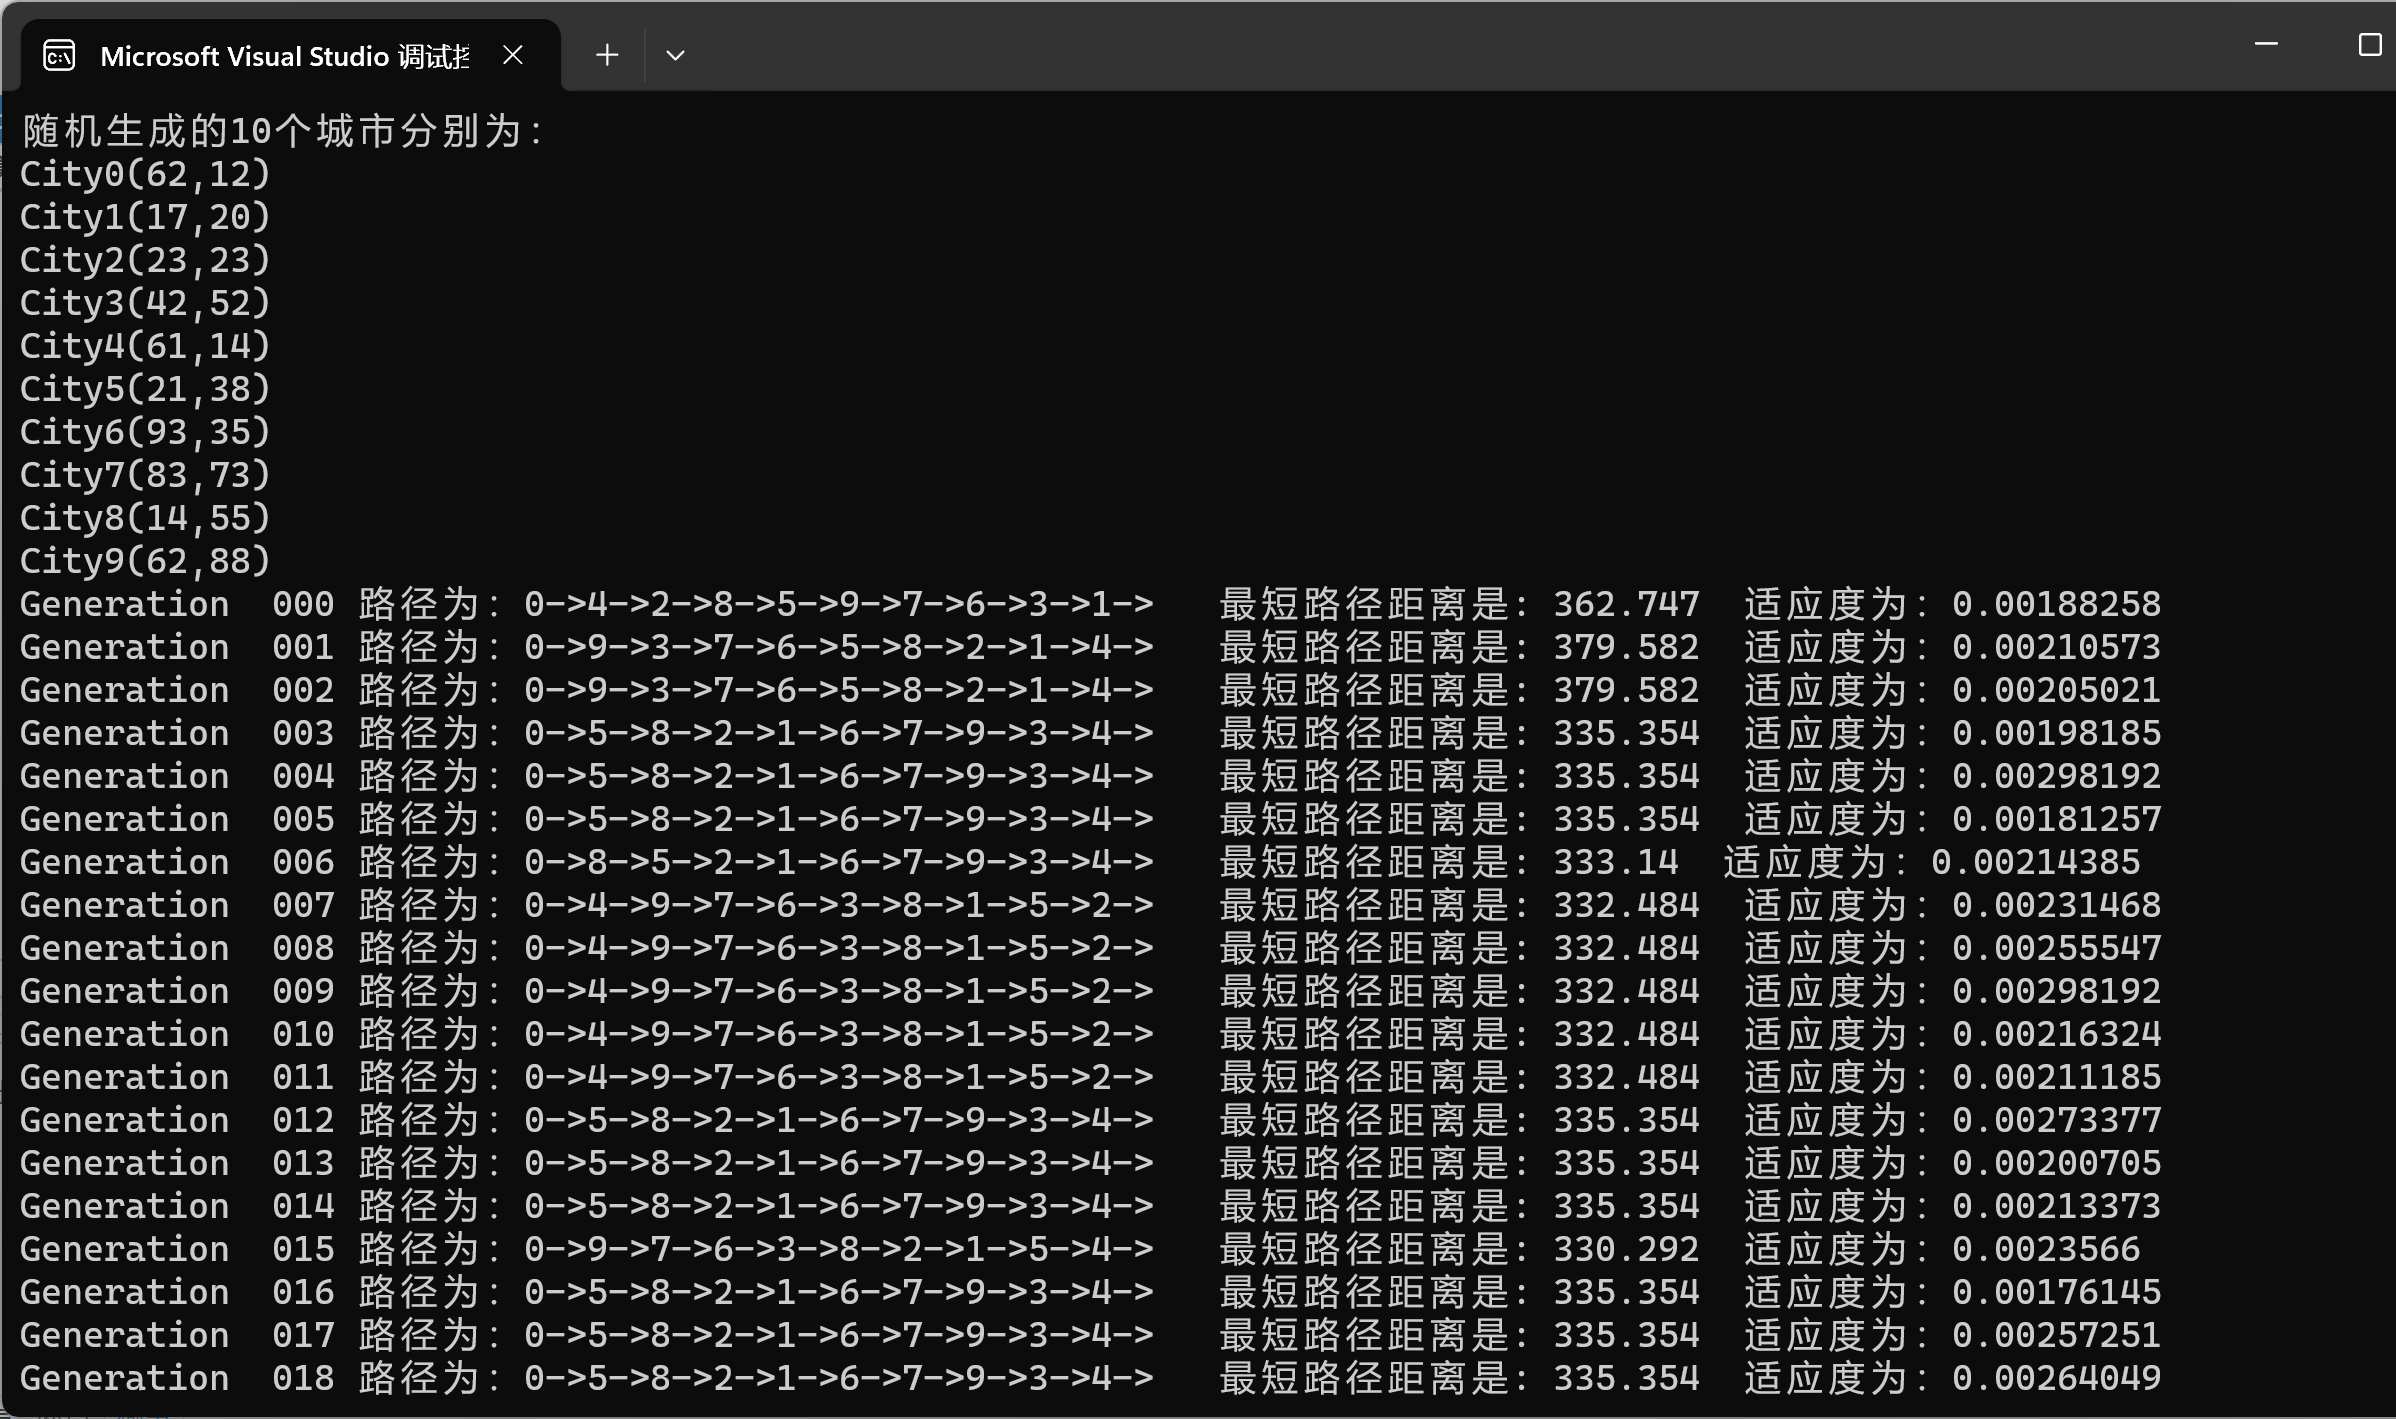 Microsoft Visual Studio 调试
随机生成的10个城市分别为:
City0(62,12)
City1(17,20)
City2(23,23)
City3(42,52)
City4(61,14)
City5(21,38)
City6(93,35)
City7(83,73)
City8(14,55)
City9(62,88)
Generation  000 路径为: 0->4->2->8->5->9->7->6->3->1->   最短路径距离是: 362.747  适应度为: 0.00188258
Generation  001 路径为: 0->9->3->7->6->5->8->2->1->4->   最短路径距离是: 379.582  适应度为: 0.00210573
Generation  002 路径为: 0->9->3->7->6->5->8->2->1->4->   最短路径距离是: 379.582  适应度为: 0.00205021
Generation  003 路径为: 0->5->8->2->1->6->7->9->3->4->   最短路径距离是: 335.354  适应度为: 0.00198185
Generation  004 路径为: 0->5->8->2->1->6->7->9->3->4->   最短路径距离是: 335.354  适应度为: 0.00298192
Generation  005 路径为: 0->5->8->2->1->6->7->9->3->4->   最短路径距离是: 335.354  适应度为: 0.00181257
Generation  006 路径为: 0->8->5->2->1->6->7->9->3->4->   最短路径距离是: 333.14  适应度为: 0.00214385
Generation  007 路径为: 0->4->9->7->6->3->8->1->5->2->   最短路径距离是: 332.484  适应度为: 0.00231468
Generation  008 路径为: 0->4->9->7->6->3->8->1->5->2->   最短路径距离是: 332.484  适应度为: 0.00255547
Generation  009 路径为: 0->4->9->7->6->3->8->1->5->2->   最短路径距离是: 332.484  适应度为: 0.00298192
Generation  010 路径为: 0->4->9->7->6->3->8->1->5->2->   最短路径距离是: 332.484  适应度为: 0.00216324
Generation  011 路径为: 0->4->9->7->6->3->8->1->5->2->   最短路径距离是: 332.484  适应度为: 0.00211185
Generation  012 路径为: 0->5->8->2->1->6->7->9->3->4->   最短路径距离是: 335.354  适应度为: 0.00273377
Generation  013 路径为: 0->5->8->2->1->6->7->9->3->4->   最短路径距离是: 335.354  适应度为: 0.00200705
Generation  014 路径为: 0->5->8->2->1->6->7->9->3->4->   最短路径距离是: 335.354  适应度为: 0.00213373
Generation  015 路径为: 0->9->7->6->3->8->2->1->5->4->   最短路径距离是: 330.292  适应度为: 0.0023566
Generation  016 路径为: 0->5->8->2->1->6->7->9->3->4->   最短路径距离是: 335.354  适应度为: 0.00176145
Generation  017 路径为: 0->5->8->2->1->6->7->9->3->4->   最短路径距离是: 335.354  适应度为: 0.00257251
Generation  018 路径为: 0->5->8->2->1->6->7->9->3->4->   最短路径距离是: 335.354  适应度为: 0.00264049